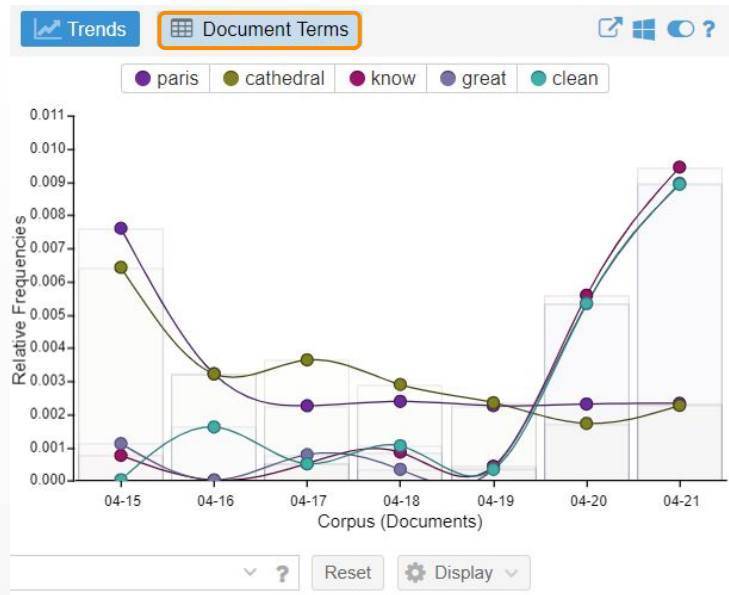 Trends Document Terms ?
paris cathedral know great clean
0.011
0.010
0.009
0.008
0.007
0.006
0.005
0.004
0.003
0.002
0.001
0.000
Relative Frequencies
04-15 04-16 04-17 04-18 04-19 04-20 04-21
Corpus (Documents)
? Reset Display